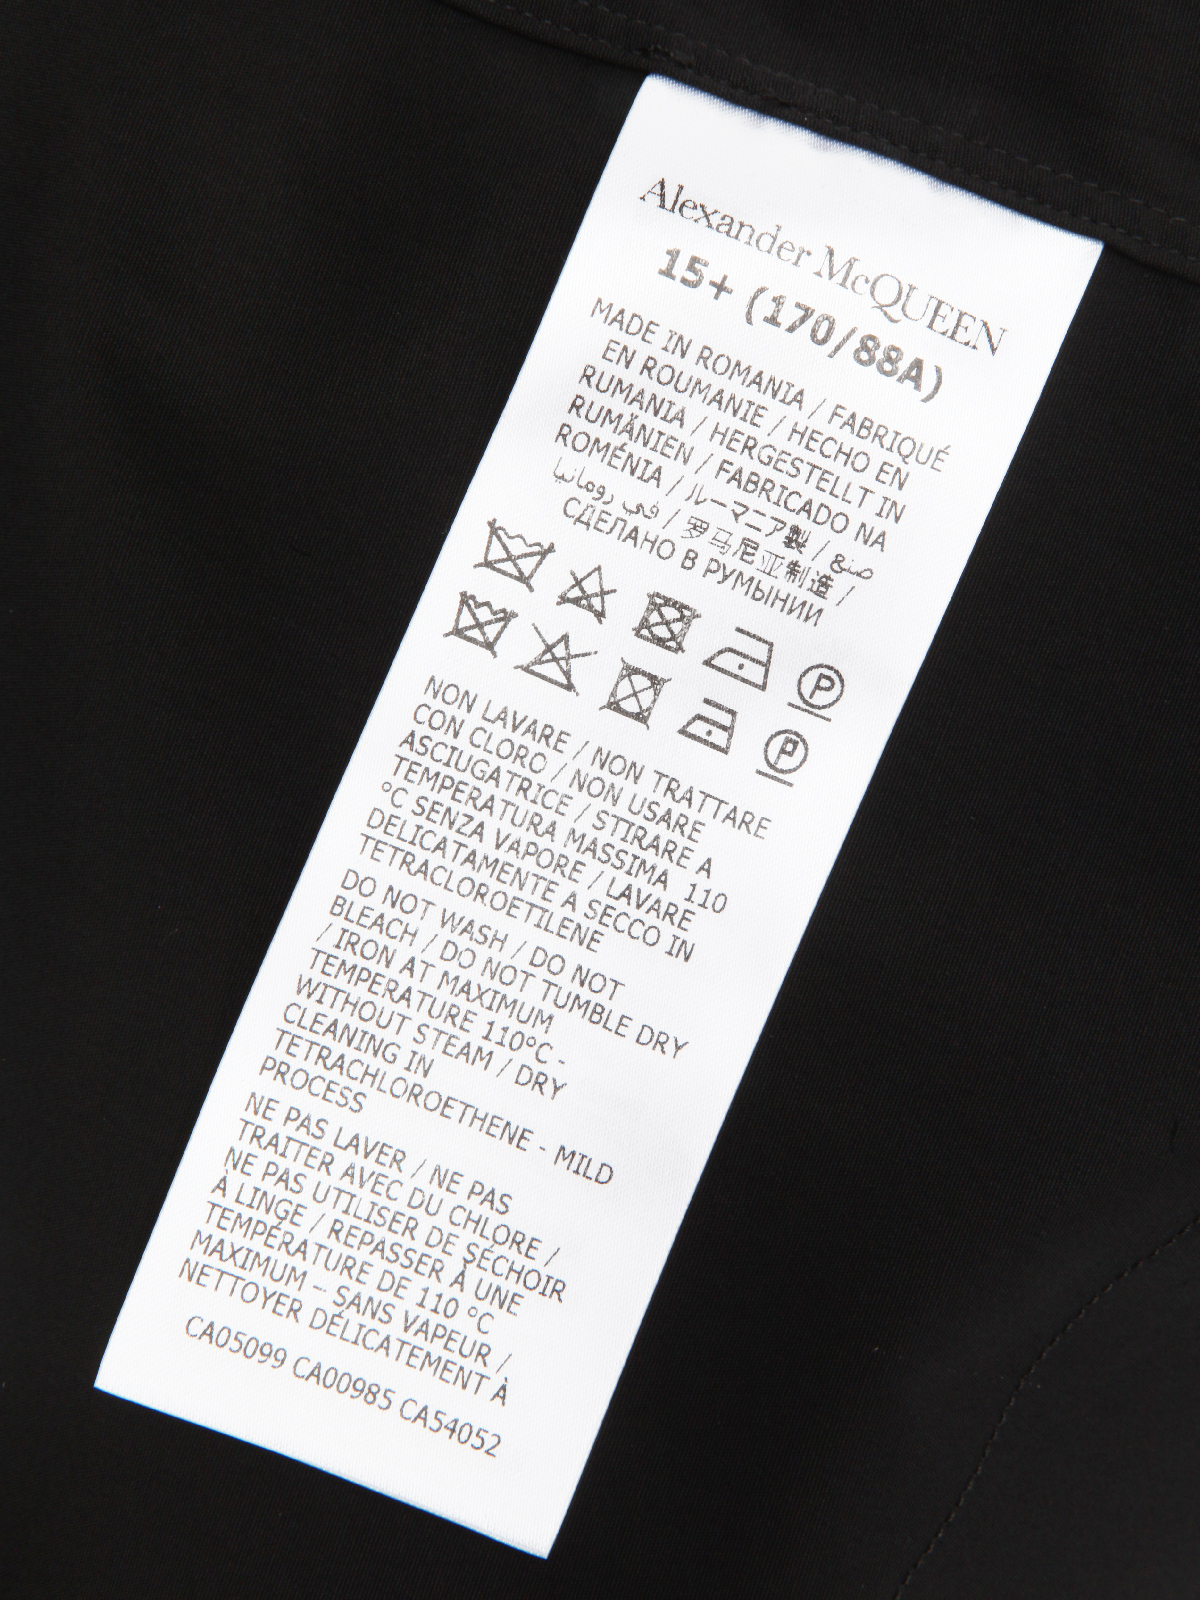 Alexander McQUEEN
15+ (170/88A)
MADE IN ROMANIA / FABRIQUÉ
EN ROUMANIE / HECHO EN
RUMANIA / HERGESTELLT IN
RUMÄNIEN / FABRICADO NA
ROMÉNIA / ルーマニア製 / صنع
في رومانيا / 罗马尼亚制造 /
СДЕЛАНО В РУМЫНИИ
P
P
NON LAVARE / NON TRATTARE
CON CLORO / NON USARE
ASCIUGATRICE / STIRARE A
TEMPERATURA MASSIMA 110
°C SENZA VAPORE / LAVARE
DELICATAMENTE A SECCO IN
TETRACLOROETILENE
DO NOT WASH / DO NOT
BLEACH / DO NOT TUMBLE DRY
/ IRON AT MAXIMUM
TEMPERATURE 110°C -
WITHOUT STEAM / DRY
CLEANING IN
TETRACHLOROETHENE - MILD
PROCESS
NE PAS LAVER / NE PAS
TRAITER AVEC DU CHLORE /
NE PAS UTILISER DE SÉCHOIR
À LINGE / REPASSER À UNE
TEMPÉRATURE DE 110 °C
MAXIMUM – SANS VAPEUR /
NETTOYER DÉLICATEMENT À
CA05099 CA00985 CA54052